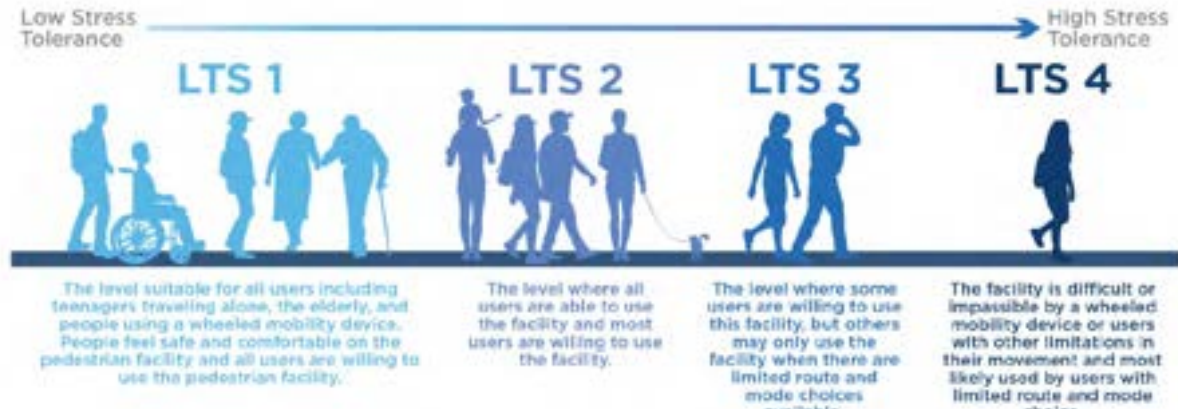 Low Stress
Tolerance
High Stress
Tolerance
LTS 1
LTS 2
LTS 3
LTS 4
The level suitable for all users including
teenagers traveling alone, the elderly, and
people using a wheeled mobility device.
People feel safe and comfortable on the
pedestrian facility and all users are willing to
use the pedestrian facility.
The level where all
users are able to use
the facility and most
users are willing to use
the facility.
The level where some
users are willing to use
this facility, but others
may only use the
facility when there are
limited route and
mode choices
The facility is difficult or
impassible by a wheeled
mobility device or users
with other limitations in
their movement and most
likely used by users with
limited route and mode